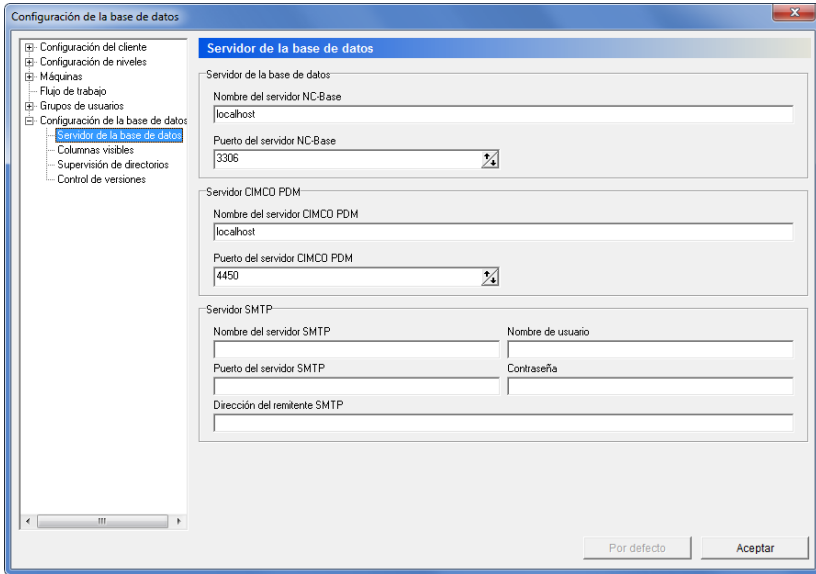 Configuración de la base de datos
Configuración del cliente
Configuración de niveles
Máquinas
Flujo de trabajo
Grupos de usuarios
Configuración de la base de datos
Servidor de la base de datos
Columnas visibles
Supervisión de directorios
Control de versiones
Servidor de la base de datos
Servidor de la base de datos
Nombre del servidor NC-Base
localhost
Puerto del servidor NC-Base
3306
Servidor CIMCO PDM
Nombre del servidor CIMCO PDM
localhost
Puerto del servidor CIMCO PDM
4450
Servidor SMTP
Nombre del servidor SMTP
Nombre de usuario
Puerto del servidor SMTP
Contraseña
Dirección del remitente SMTP
Por defecto
Aceptar